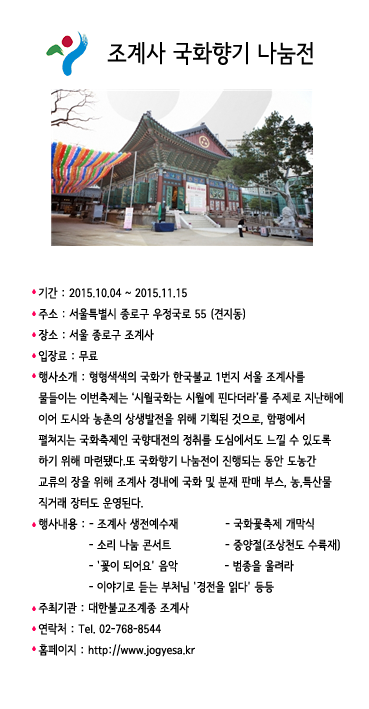 조계사 국화향기 나눔전
기간 : 2015.10.04 ~ 2015.11.15
주소 : 서울특별시 종로구 우정국로 55 (견지동)
장소 : 서울 종로구 조계사
입장료 : 무료
행사소개 : 형형색색의 국화가 한국불교 1번지 서울 조계사를
물들이는 이번축제는 '시월국화는 시월에 핀다더라'를 주제로 지난해에
이어 도시와 농촌의 상생발전을 위해 기획된 것으로, 함평에서
펼쳐지는 국화축제인 국향대전의 정취를 도심에서도 느낄 수 있도록
하기 위해 마련됐다.또 국화향기 나눔전이 진행되는 동안 도농간
교류의 장을 위해 조계사 경내에 국화 및 분재 판매 부스, 농,특산물
직거래 장터도 운영된다.
행사내용 : - 조계사 생전예수재 - 국화꽃축제 개막식
- 소리 나눔 콘서트 - 중양절(조상천도 수륙재)
- '꽃이 되어요' 음악 - 범종을 울려라
- 이야기로 듣는 부처님 '경전을 읽다' 등등
주최기관 : 대한불교조계종 조계사
연락처 : Tel. 02-768-8544
홈페이지 : http://www.jogyesa.kr